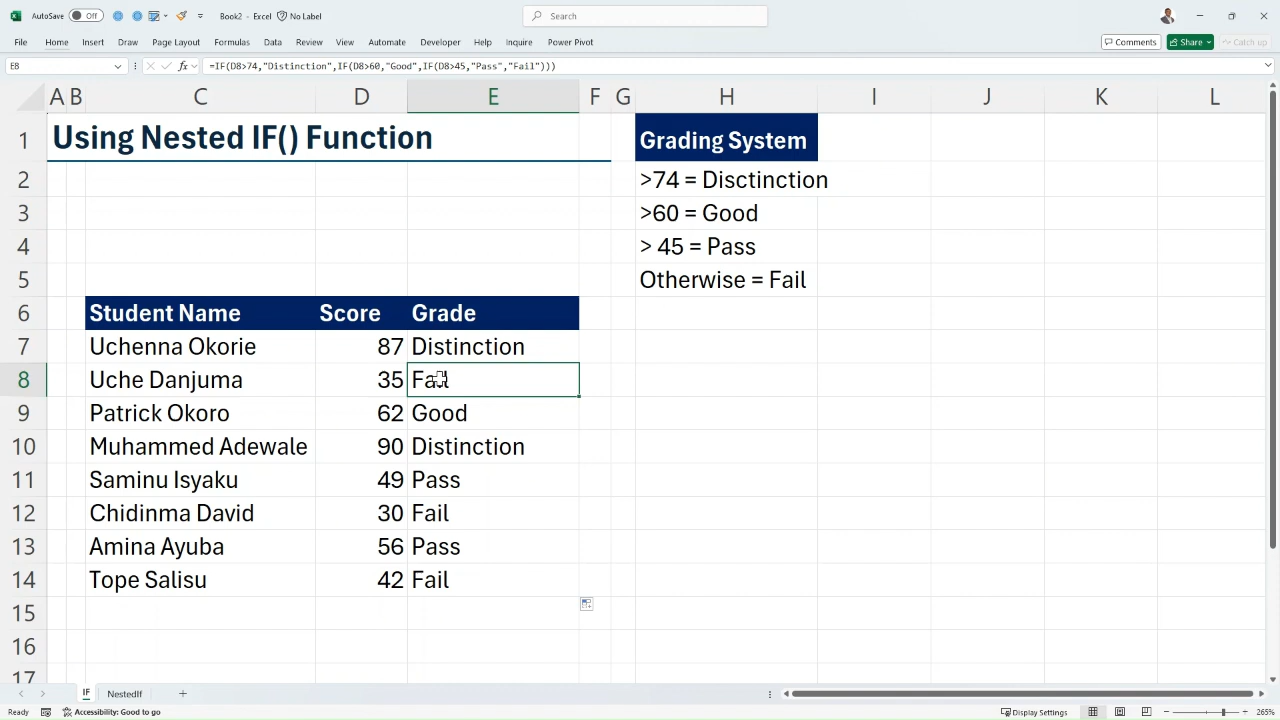 AutoSave Off Book2 - Excel No Label Search
File Home Insert Draw Page Layout Formulas Data Review View Automate Developer Help Inquire Power Pivot Comments Share Catch up
E8 fx =IF(D8>74,"Distinction",IF(D8>60,"Good",IF(D8>45,"Pass","Fail")))
A B C D E F G H I J K L
1 Using Nested IF() Function Grading System
2 >74 = Disctinction
3 >60 = Good
4 > 45 = Pass
5 Otherwise = Fail
6 Student Name Score Grade
7 Uchenna Okorie 87 Distinction
8 Uche Danjuma 35 Fail
9 Patrick Okoro 62 Good
10 Muhammed Adewale 90 Distinction
11 Saminu Isyaku 49 Pass
12 Chidinma David 30 Fail
13 Amina Ayuba 56 Pass
14 Tope Salisu 42 Fail
15
16
17
IF NestedIf
Ready Accessibility: Good to go Display Settings 265%